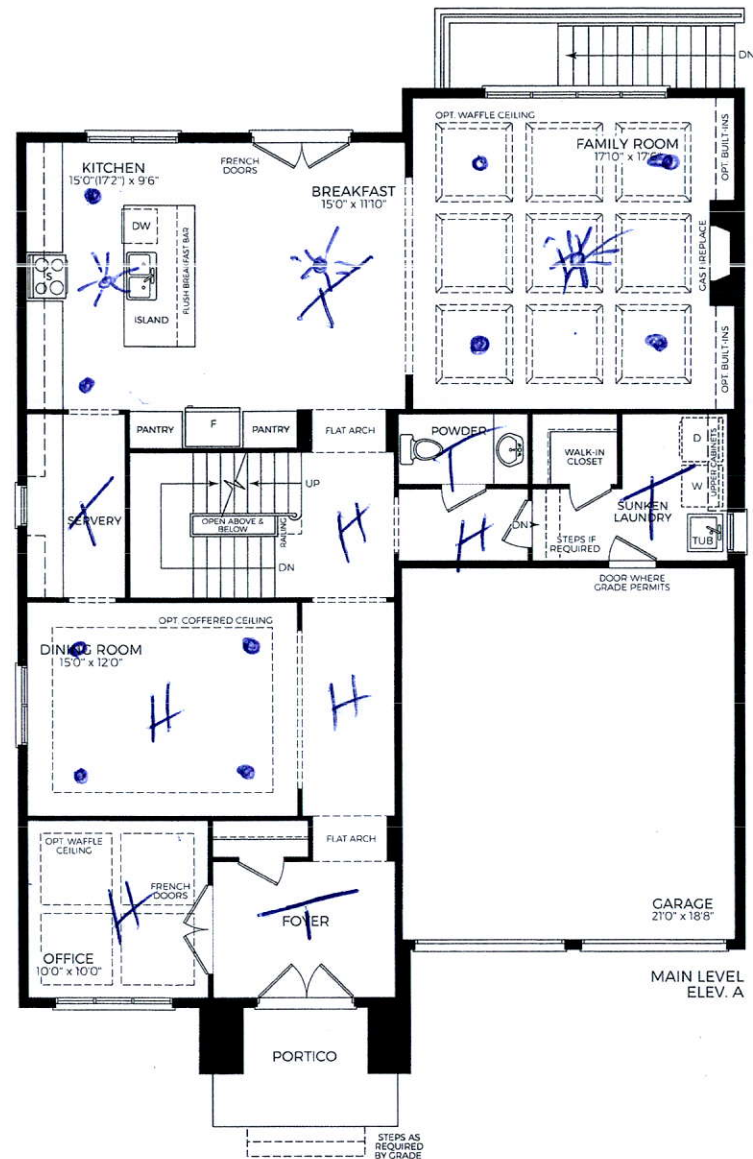 DN
OPT. WAFFLE CEILING
FAMILY ROOM
17'10" x 17'6"
OPT. BUILT-INS
KITCHEN
15'0"(17'2") x 9'6"
FRENCH
DOORS
BREAKFAST
15'0" x 11'10"
DW
FLUSH BREAKFAST BAR
S
ISLAND
GAS FIREPLACE
OPT. BUILT-INS
PANTRY
F
PANTRY
FLAT ARCH
POWDER
T
WALK-IN
CLOSET
D
W
UPPER CABINETS
T
SUNKEN
LAUNDRY
TUB
UP
OPEN ABOVE &
BELOW
RAILING
DN
H
H
DN
STEPS IF
REQUIRED
T
SERVERY
DOOR WHERE
GRADE PERMITS
OPT. COFFERED CEILING
DINING ROOM
15'0" x 12'0"
H
H
OPT WAFFLE
CEILING
FLAT ARCH
FRENCH
DOORS
H
OFFICE
10'0" x 10'0"
T
FOYER
GARAGE
21'0" x 18'8"
MAIN LEVEL
ELEV. A
PORTICO
STEPS AS
REQUIRED
BY GRADE